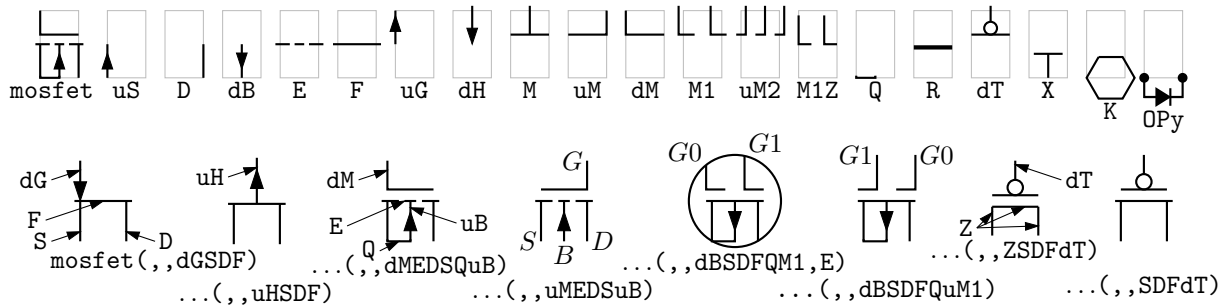 mosfet uS D dB E F uG dH M uM dM M1 uM2 M1Z Q R dT X K OPy
dG F S D
mosfet(,,dGSDF)
uH
...(,,uHSDF)
dM E Q uB
...(,,dMEDSQuB)
G S B D
...(,,uMEDSuB)
G0 G1
...(,,dBSDFQM1,E)
G1 G0
...(,,dBSDFQuM1)
dT Z
...(,,ZSDFdT)
...(,,SDFdT)